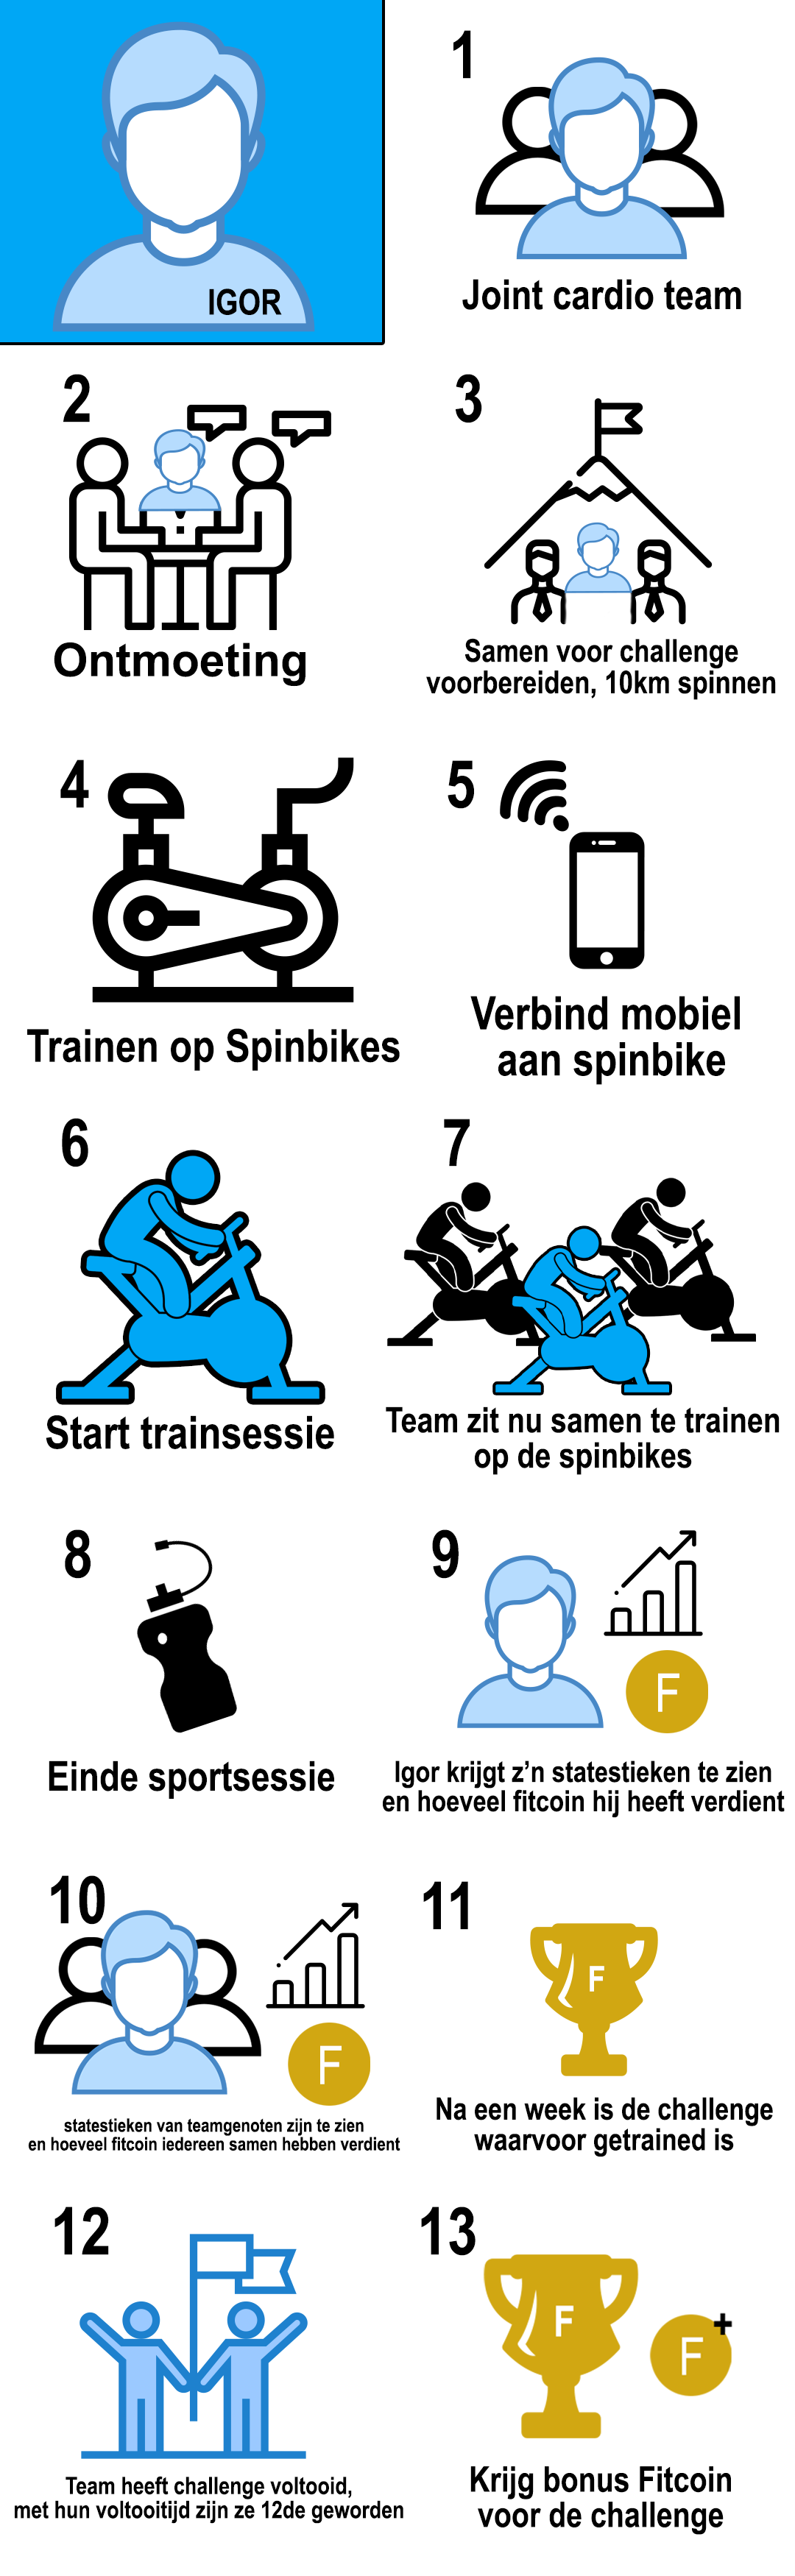 IGOR
1
Joint cardio team
2
Ontmoeting
3
Samen voor challenge
voorbereiden, 10km spinnen
4
Trainen op Spinbikes
5
Verbind mobiel
aan spinbike
6
Start trainsessie
7
Team zit nu samen te trainen
op de spinbikes
8
Einde sportsessie
9
F
Igor krijgt z’n statestieken te zien
en hoeveel fitcoin hij heeft verdient
10
F
statestieken van teamgenoten zijn te zien
en hoeveel fitcoin iedereen samen hebben verdient
11
F
Na een week is de challenge
waarvoor getrained is
12
Team heeft challenge voltooid,
met hun voltooitijd zijn ze 12de geworden
13
F
F+
Krijg bonus Fitcoin
voor de challenge